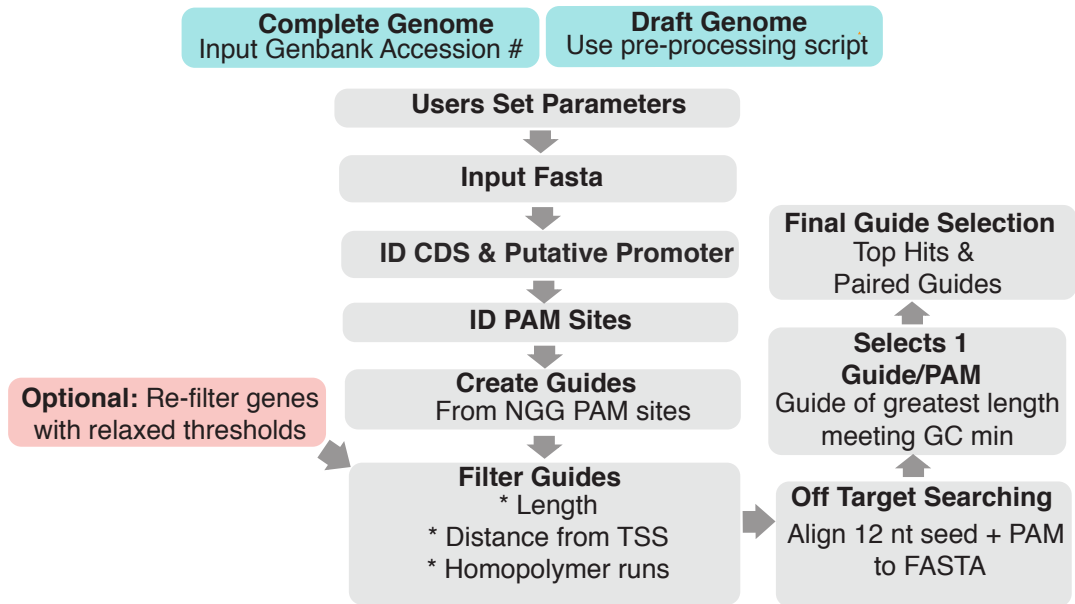 Complete Genome
Input Genbank Accession #
Draft Genome
Use pre-processing script
Users Set Parameters
Input Fasta
ID CDS & Putative Promoter
ID PAM Sites
Create Guides
From NGG PAM sites
Optional: Re-filter genes
with relaxed thresholds
Filter Guides
* Length
* Distance from TSS
* Homopolymer runs
Off Target Searching
Align 12 nt seed + PAM
to FASTA
Selects 1
Guide/PAM
Guide of greatest length
meeting GC min
Final Guide Selection
Top Hits &
Paired Guides